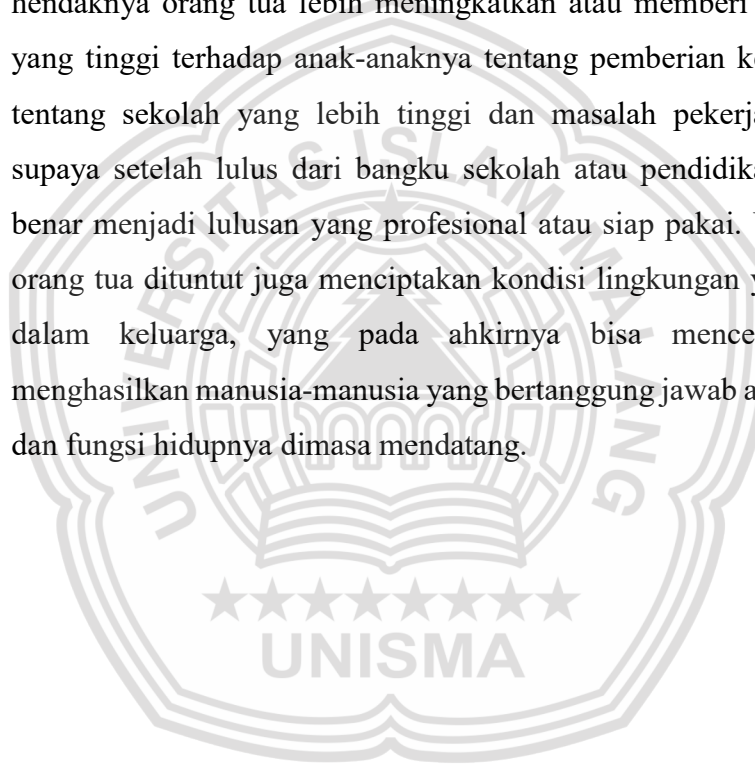 hendaknya orang tua lebih meningkatkan atau memberi
yang tinggi terhadap anak-anaknya tentang pemberian
tentang sekolah yang lebih tinggi dan masalah
supaya setelah lulus dari bangku sekolah atau
benar menjadi lulusan yang profesional atau siap pakai.
orang tua dituntut juga menciptakan kondisi lingkungan
dalam keluarga, yang pada ahkirnya bisa
menghasilkan manusia-manusia yang bertanggung jawab
dan fungsi hidupnya dimasa mendatang.
UNIVERSITAS ISLAM MALANG
UNISMA